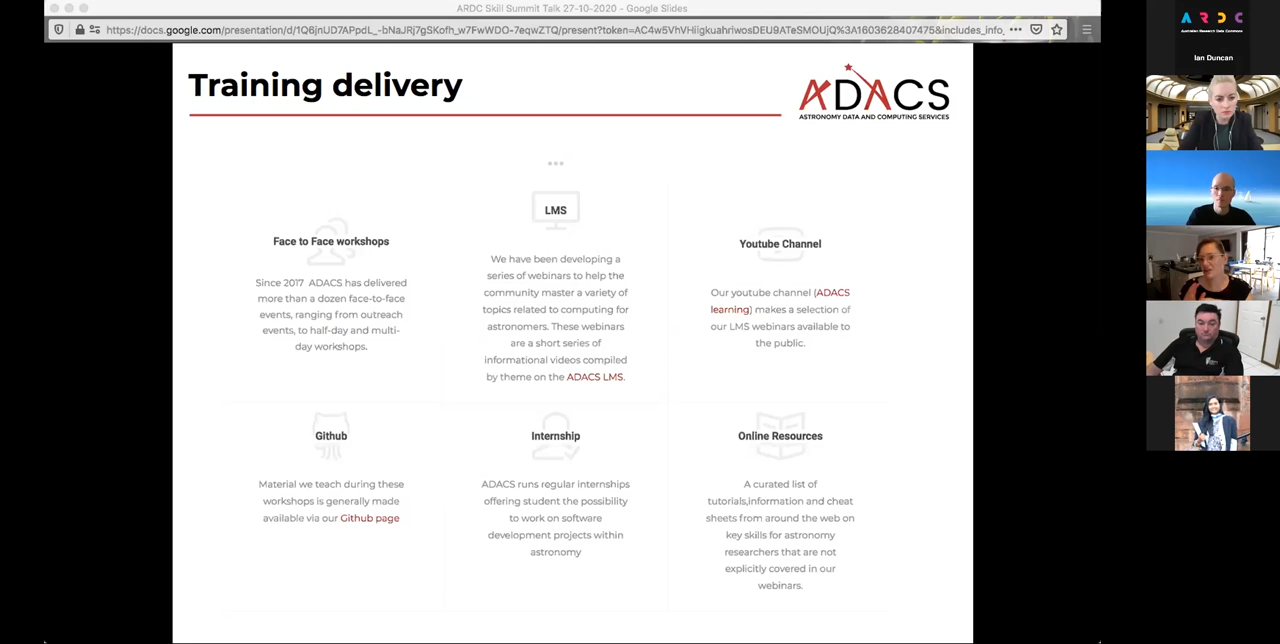 ARDC Skill Summit Talk 27-10-2020 - Google Slides
Training delivery
ADACS
ASTRONOMY DATA AND COMPUTING SERVICES
Face to Face workshops
Since 2017 ADACS has delivered
more than a dozen face-to-face
events, ranging from outreach
events, to half-day and multi-
day workshops.
LMS
We have been developing a
series of webinars to help the
community master a variety of
topics related to computing for
astronomers. These webinars
are a short series of
informational videos compiled
by theme on the ADACS LMS.
Youtube Channel
Our youtube channel (ADACS
learning) makes a selection of
our LMS webinars available to
the public.
Github
Material we teach during these
workshops is generally made
available via our Github page
Internship
ADACS runs regular internships
offering student the possibility
to work on software
development projects within
astronomy
Online Resources
A curated list of
tutorials,information and cheat
sheets from around the web on
key skills for astronomy
researchers that are not
explicitly covered in our
webinars.
ARDC
Australian Research Data Commons
Ian Duncan